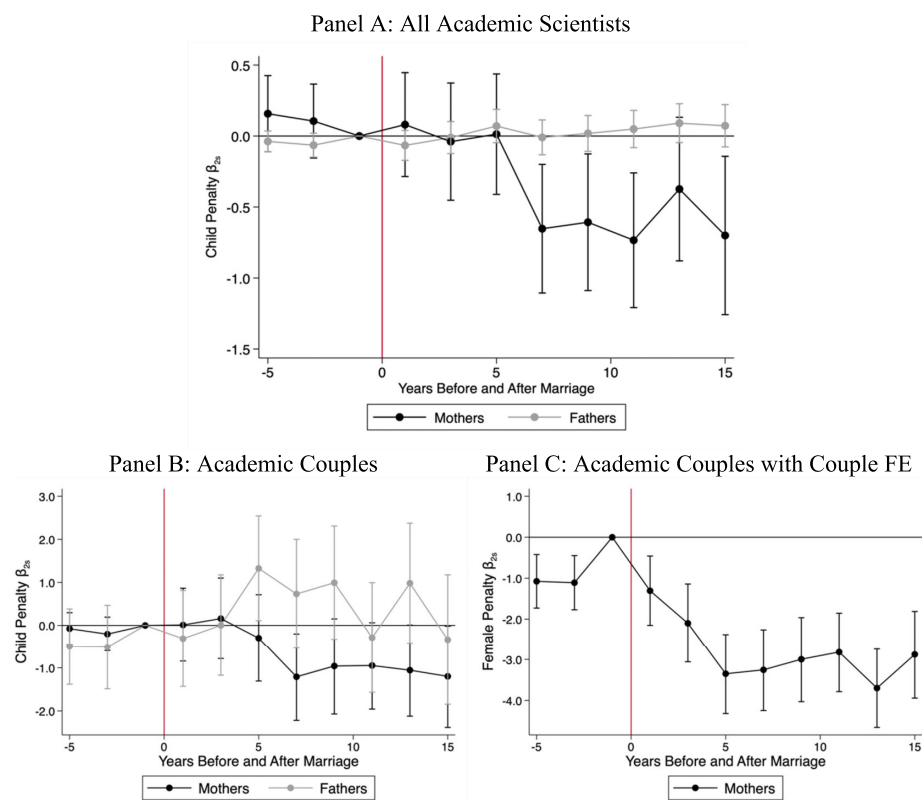 Panel A: All Academic Scientists
0.5
0.0
-0.5
-1.0
-1.5
Child Penalty β2s
-5
0
5
10
15
Years Before and After Marriage
Mothers
Fathers
Panel B: Academic Couples
3.0
2.0
1.0
0.0
-1.0
-2.0
Child Penalty β2s
-5
0
5
10
15
Years Before and After Marriage
Mothers
Fathers
Panel C: Academic Couples with Couple FE
1.0
0.0
-1.0
-2.0
-3.0
-4.0
Female Penalty β2s
-5
0
5
10
15
Years Before and After Marriage
Mothers